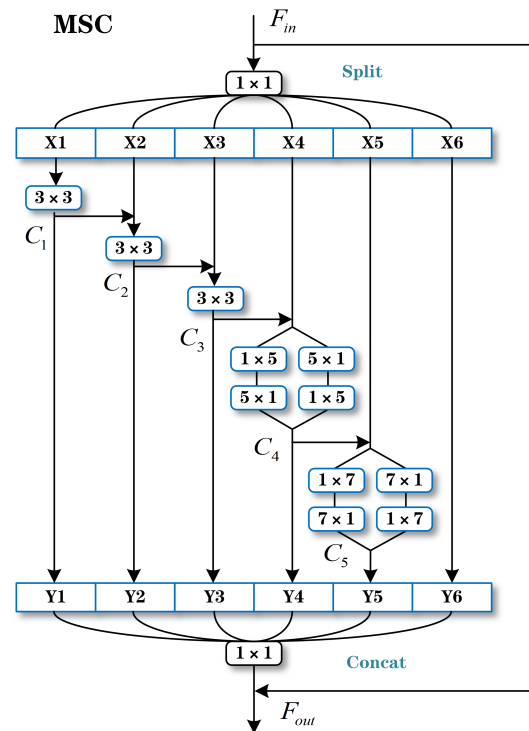 MSC
F_in
Split
1 × 1
X1 X2 X3 X4 X5 X6
3 × 3
C_1
3 × 3
C_2
3 × 3
C_3
1 × 5 5 × 1
5 × 1 1 × 5
C_4
1 × 7 7 × 1
7 × 1 1 × 7
C_5
Y1 Y2 Y3 Y4 Y5 Y6
1 × 1
Concat
F_out